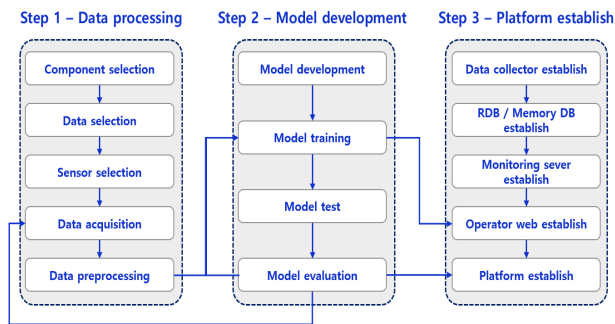 Step 1 – Data processing
Component selection
Data selection
Sensor selection
Data acquisition
Data preprocessing
Step 2 – Model development
Model development
Model training
Model test
Model evaluation
Step 3 – Platform establish
Data collector establish
RDB / Memory DB
establish
Monitoring sever
establish
Operator web establish
Platform establish